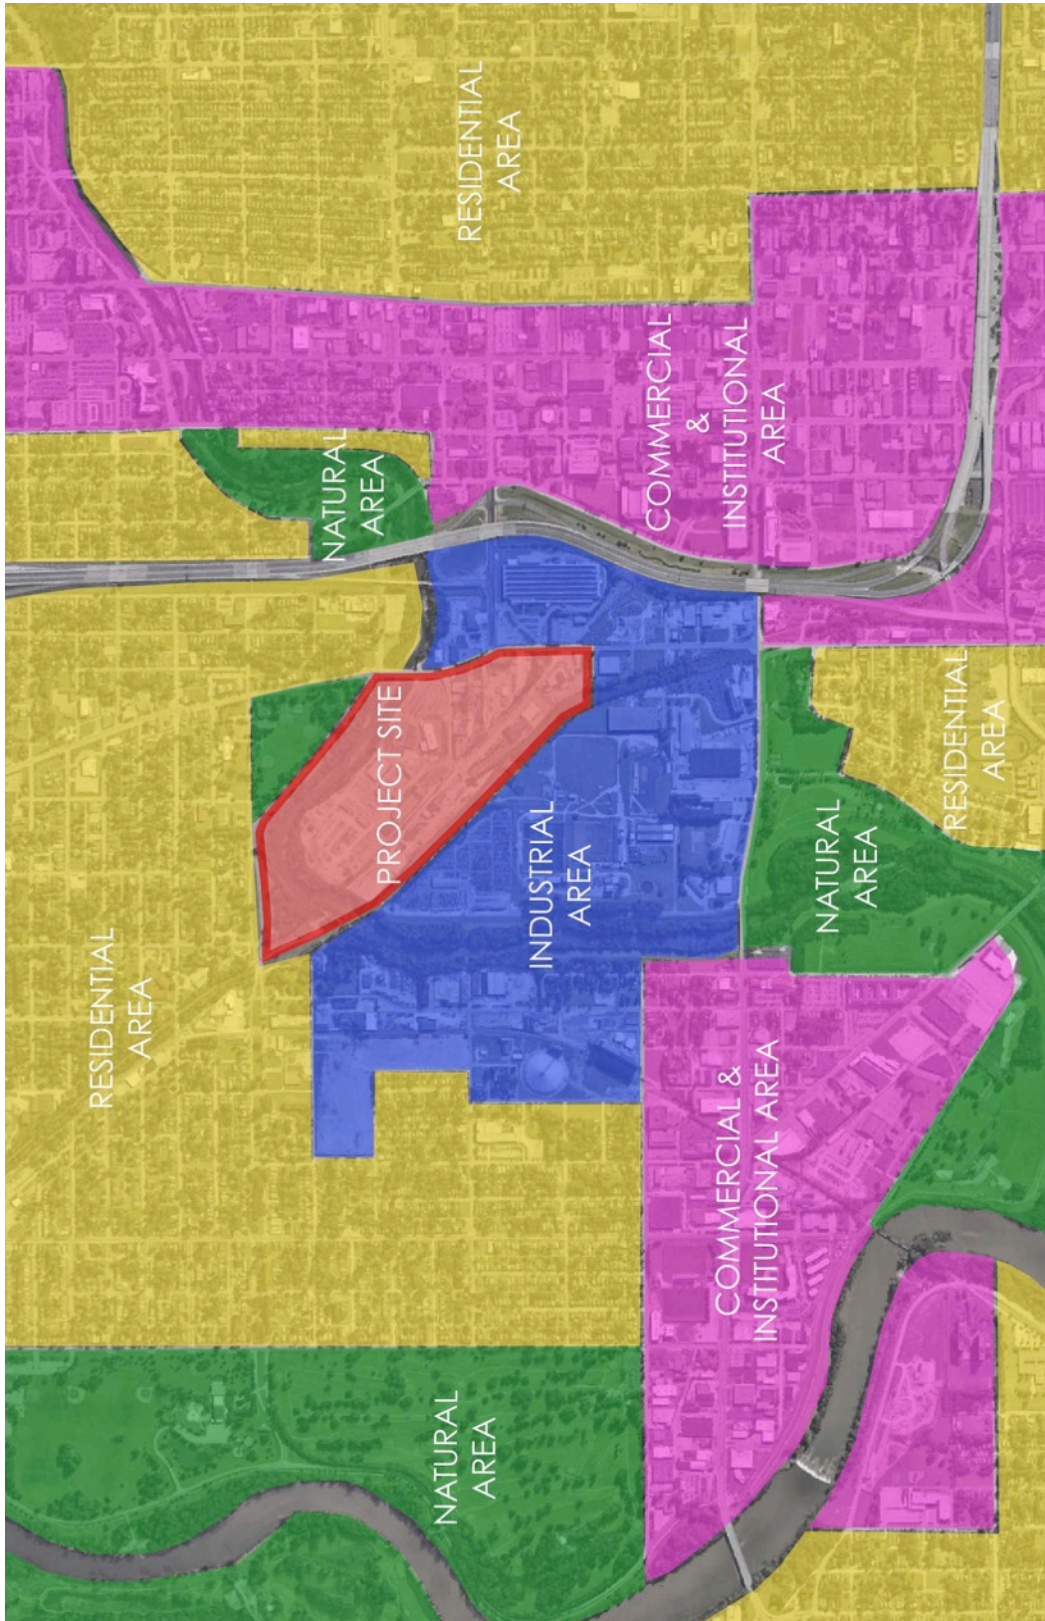 RESIDENTIAL
AREA
NATURAL
AREA
PROJECT SITE
NATURAL
AREA
RESIDENTIAL
AREA
INDUSTRIAL
AREA
COMMERCIAL
&
INSTITUTIONAL
AREA
COMMERCIAL &
INSTITUTIONAL AREA
NATURAL
AREA
RESIDENTIAL
AREA